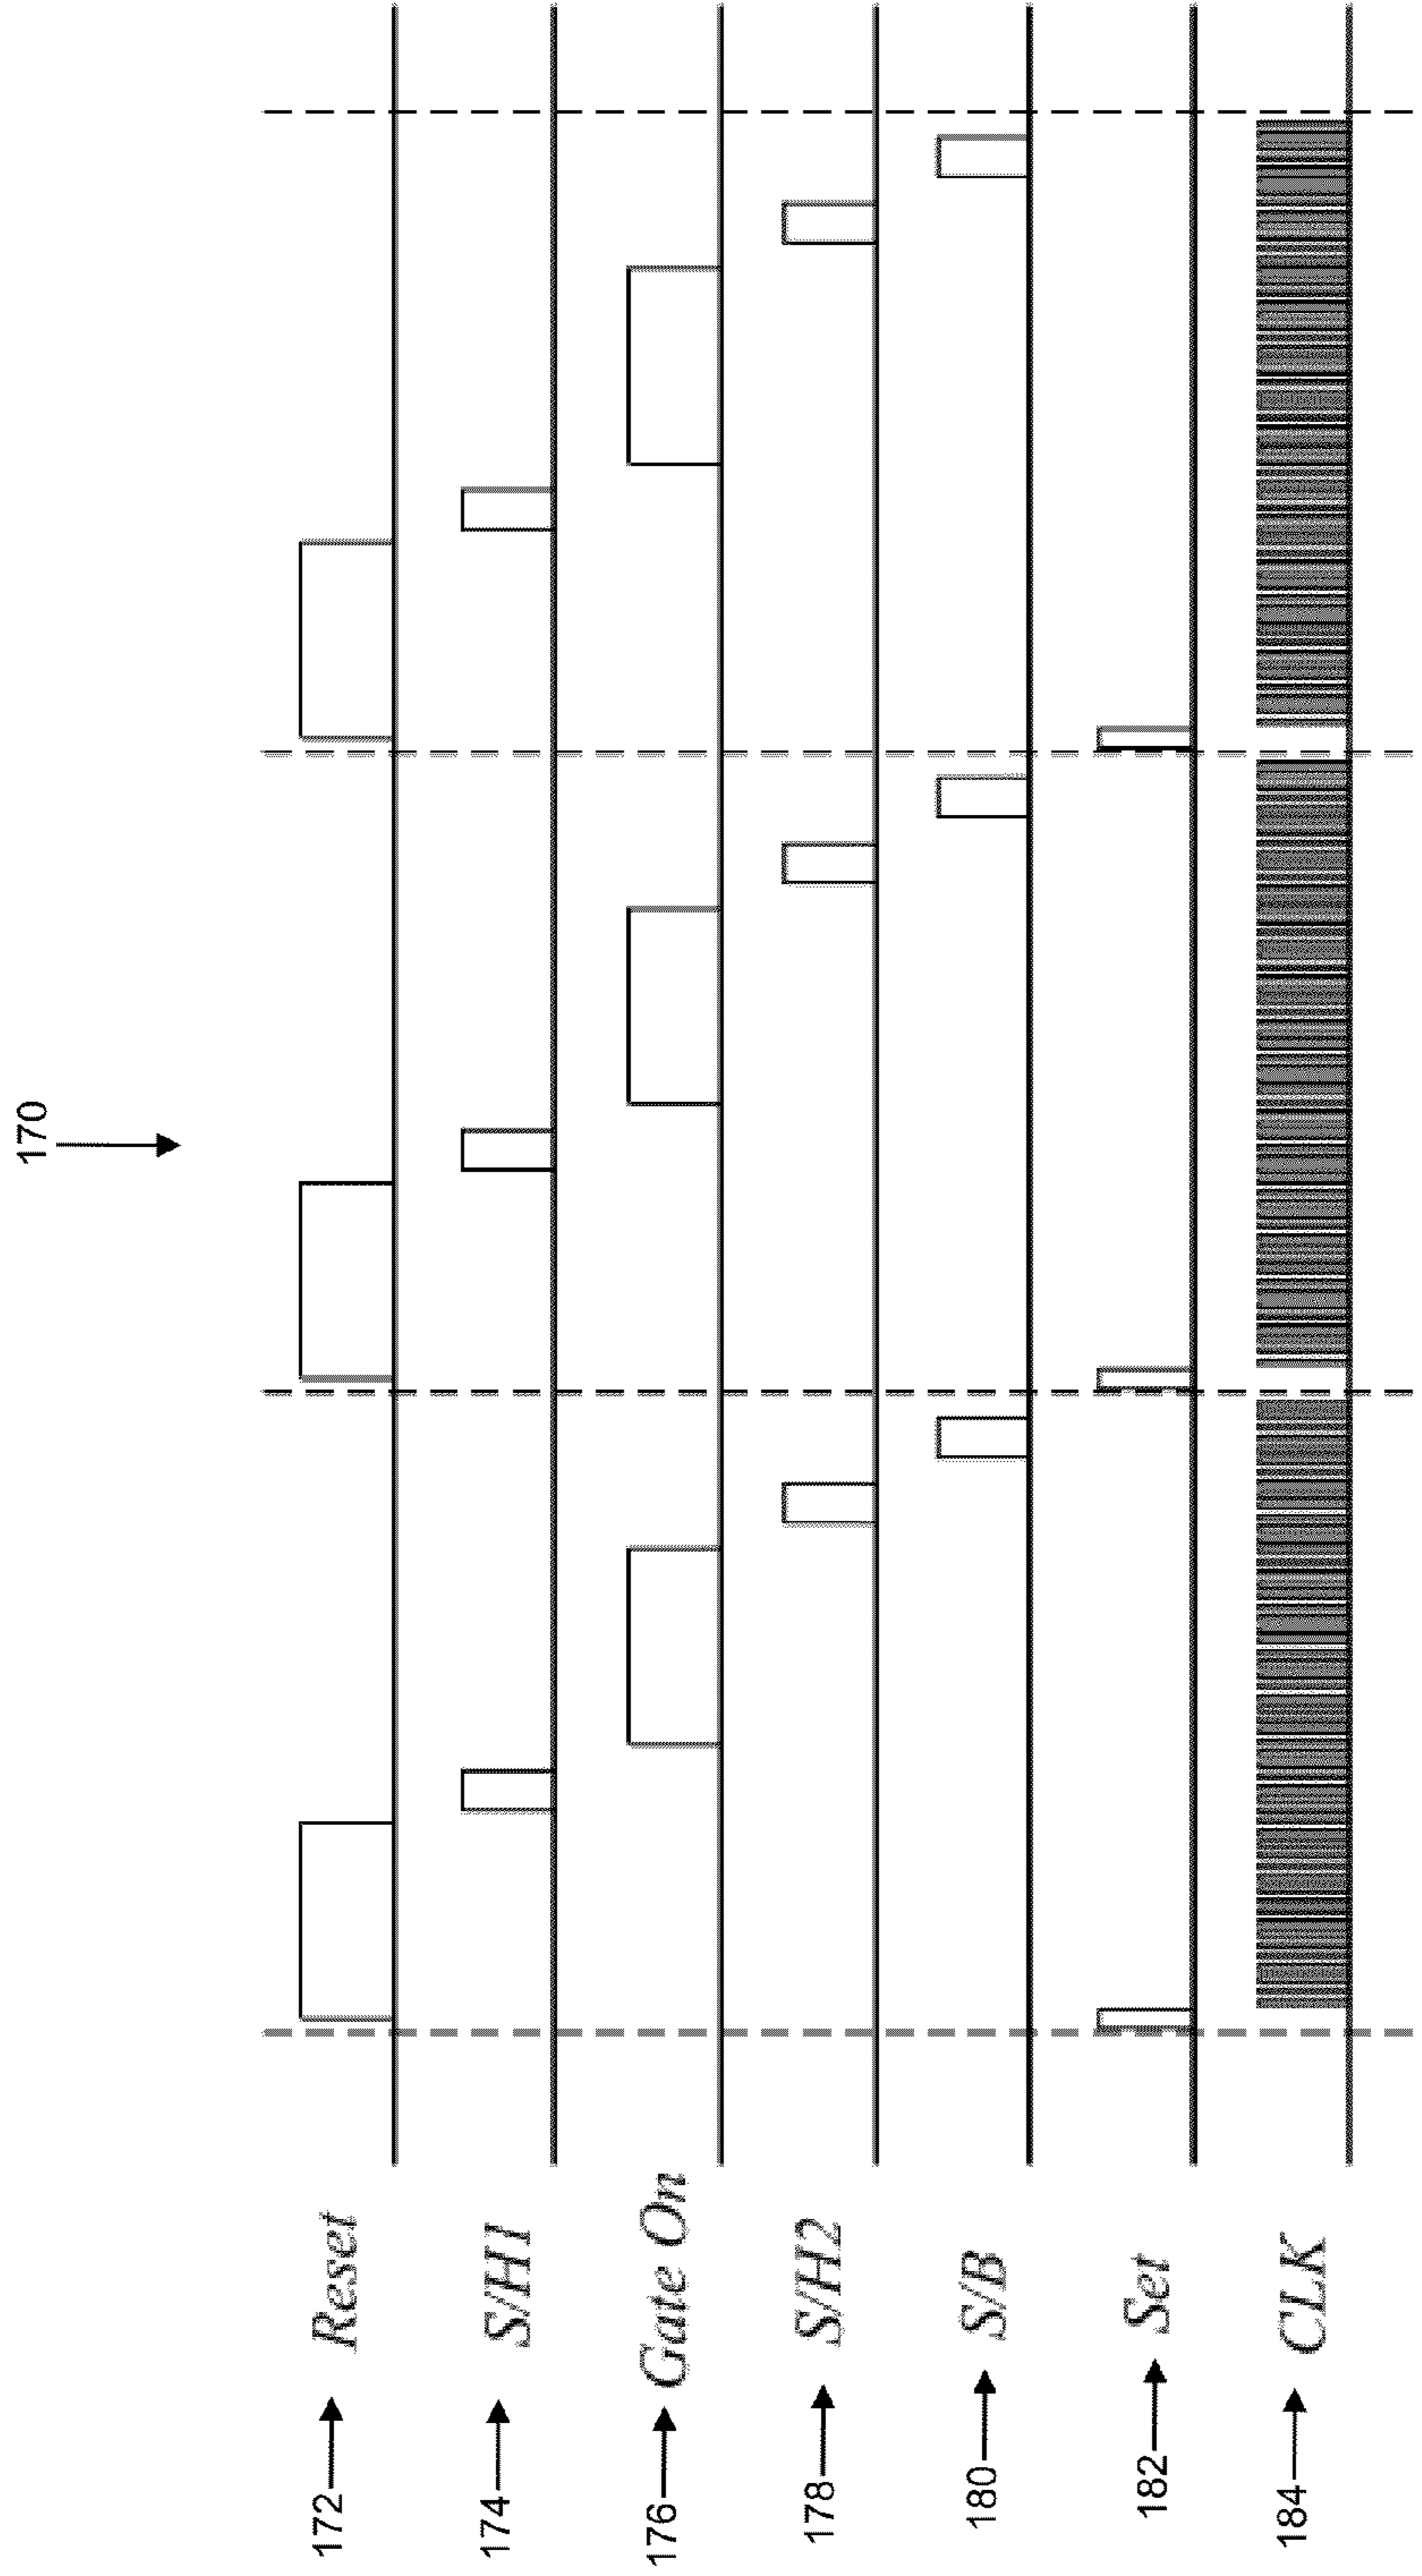 170
172 Reset
174 S/H1
176 Gate On
178 S/H2
180 S/B
182 Set
184 CLK